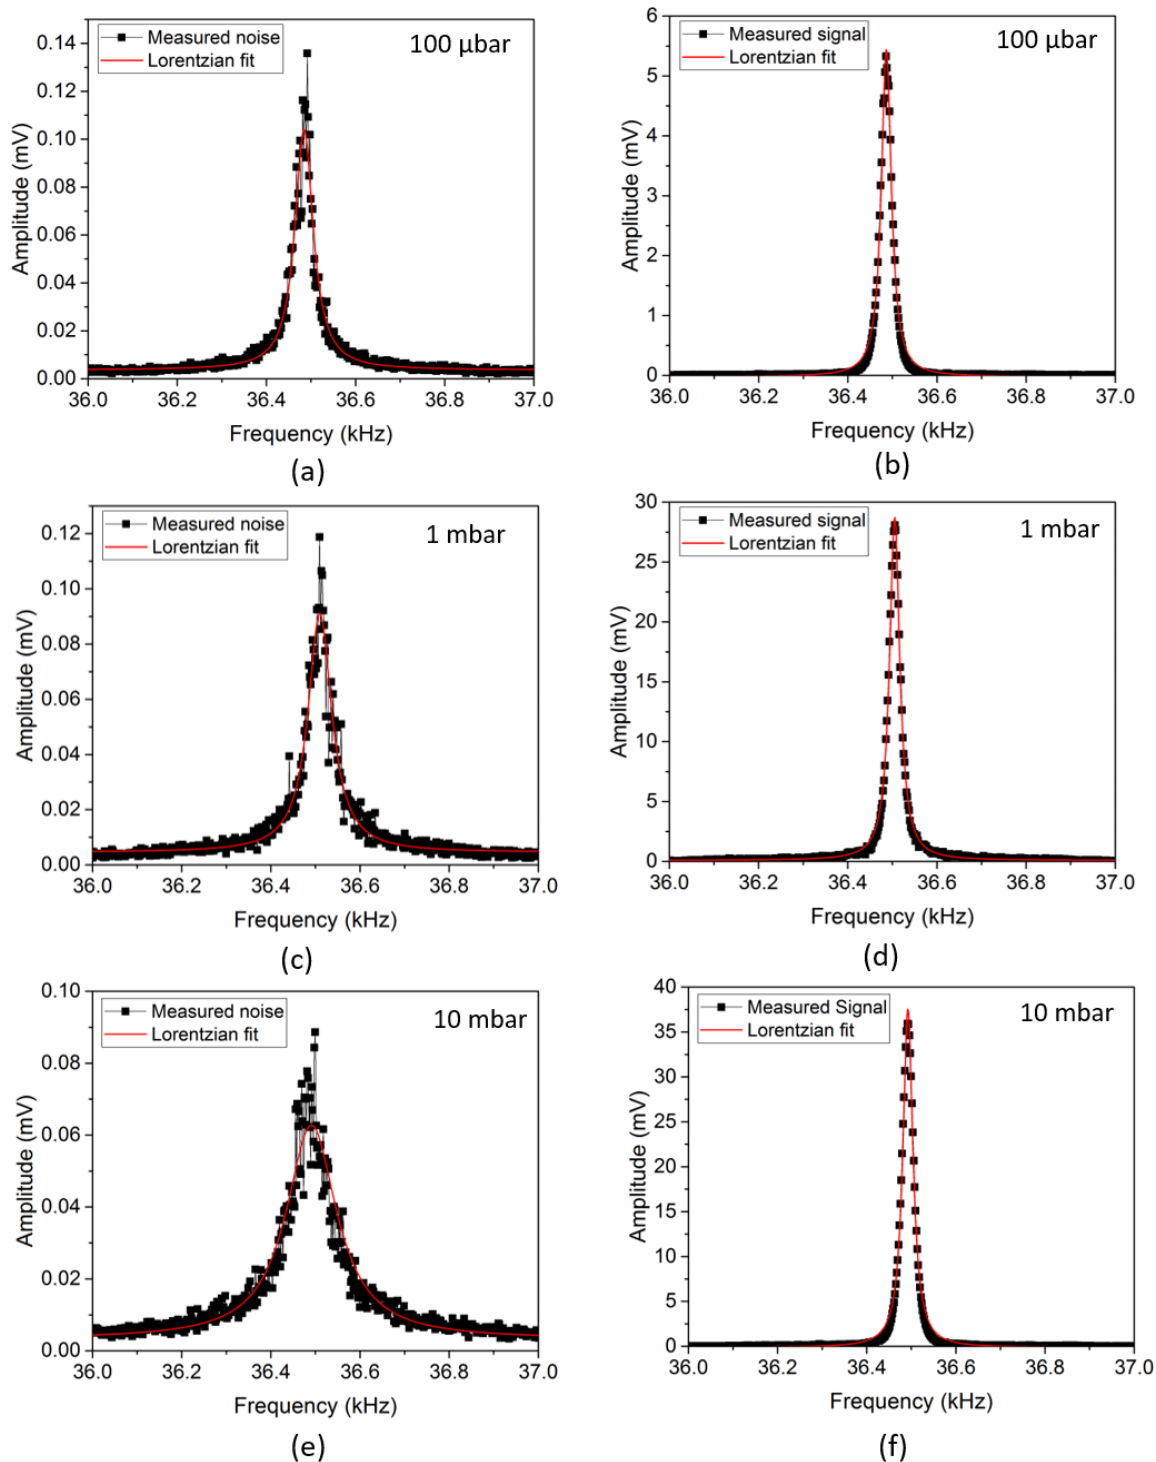 Measured noise
Lorentzian fit
100 μbar
0.14
0.12
0.10
0.08
0.06
0.04
0.02
0.00
Amplitude (mV)
36.0 36.2 36.4 36.6 36.8 37.0
Frequency (kHz)
(a)
Measured signal
Lorentzian fit
100 μbar
6
5
4
3
2
1
0
Amplitude (mV)
36.0 36.2 36.4 36.6 36.8 37.0
Frequency (kHz)
(b)
Measured noise
Lorentzian fit
1 mbar
0.12
0.10
0.08
0.06
0.04
0.02
0.00
Amplitude (mV)
36.0 36.2 36.4 36.6 36.8 37.0
Frequency (kHz)
(c)
Measured signal
Lorentzian fit
1 mbar
30
25
20
15
10
5
0
Amplitude (mV)
36.0 36.2 36.4 36.6 36.8 37.0
Frequency (kHz)
(d)
Measured noise
Lorentzian fit
10 mbar
0.10
0.08
0.06
0.04
0.02
0.00
Amplitude (mV)
36.0 36.2 36.4 36.6 36.8 37.0
Frequency (kHz)
(e)
Measured Signal
Lorentzian fit
10 mbar
40
35
30
25
20
15
10
5
0
Amplitude (mV)
36.0 36.2 36.4 36.6 36.8 37.0
Frequency (kHz)
(f)